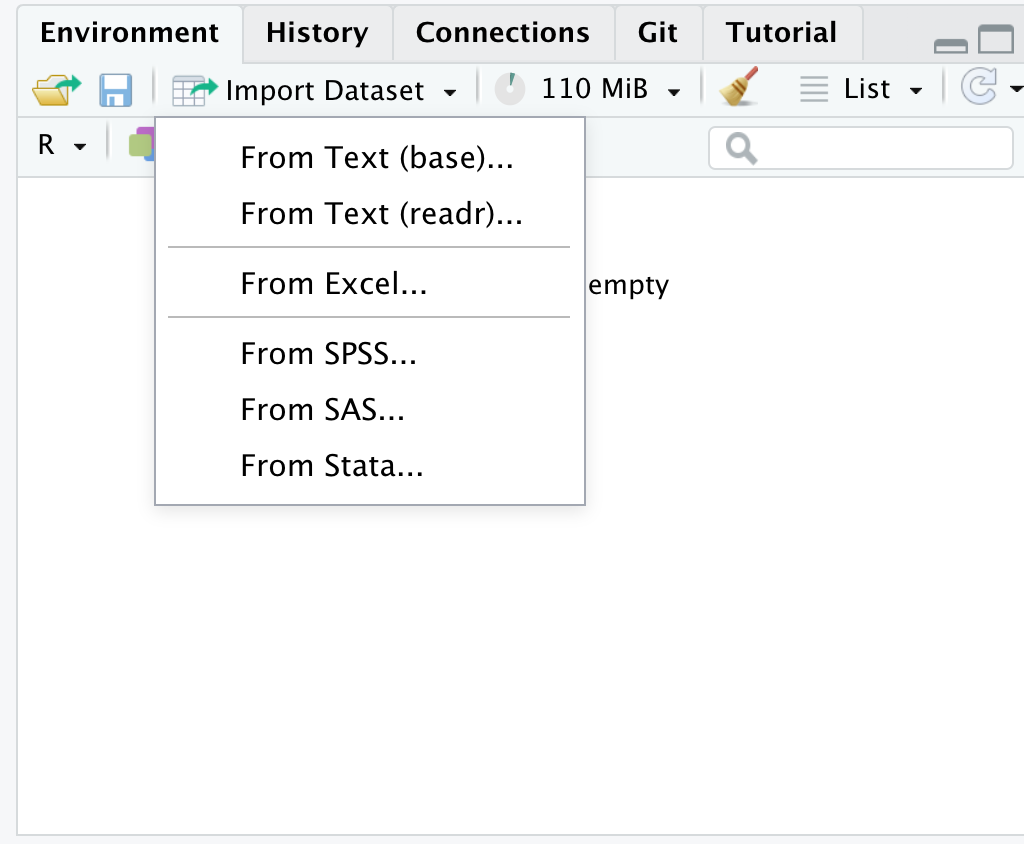 Environment History Connections Git Tutorial
Import Dataset 110 MiB List
R
From Text (base)...
From Text (readr)...
From Excel...
empty
From SPSS...
From SAS...
From Stata...